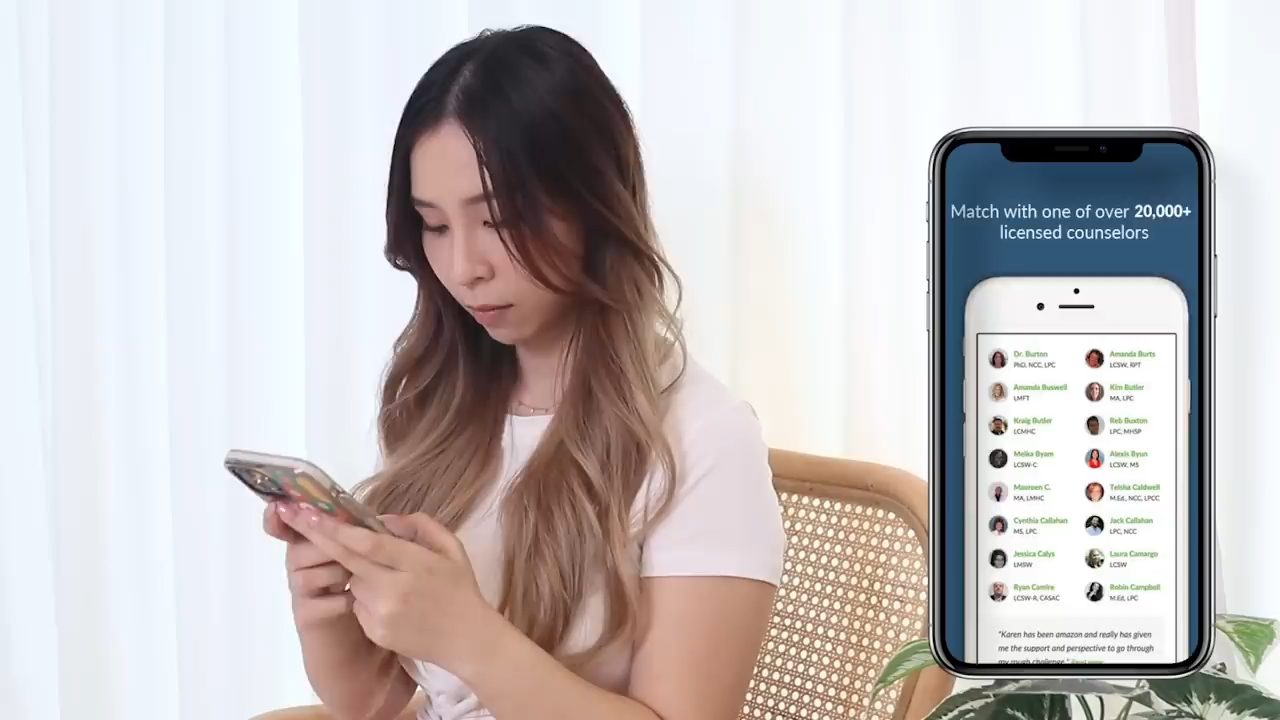 Match with one of over 20,000+
licensed counselors
Dr. Burton
PhD, NCC, LPC
Amanda Burts
LCSW, RPT
Amanda Buswell
LMFT
Kim Butler
MA, LPC
Kraig Butler
LCMHC
Reb Buxton
LPC, MHSP
Meika Byam
LCSW-C
Alexis Byun
LCSW, MS
Maureen C.
MA, LMHC
Teisha Caldwell
M.Ed., NCC, LPCC
Cynthia Callahan
MS, LPC
Jack Callahan
LPC, NCC
Jessica Calys
LMSW
Laura Camargo
LCSW
Ryan Camire
LCSW-R, CASAC
Robin Campbell
M.Ed, LPC
"Karen has been amazon and really has given
me the support and perspective to go through
my mugh challenge."